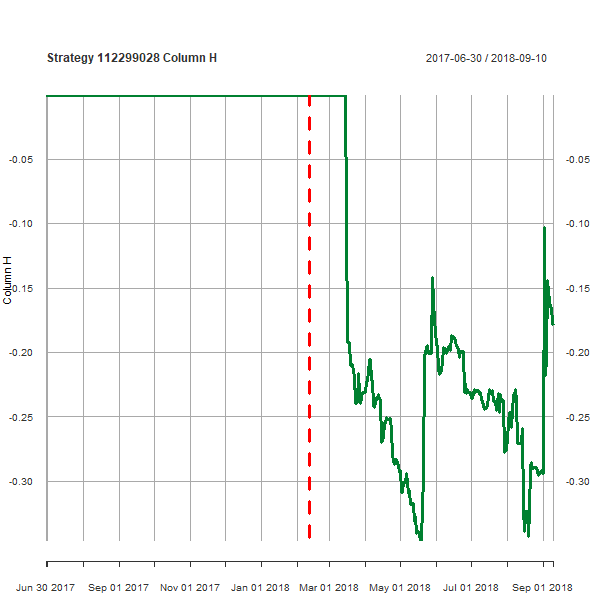 Strategy 112299028 Column H
2017-06-30 / 2018-09-10
-0.05 -0.05
-0.10 -0.10
-0.15 -0.15
Column H
-0.20 -0.20
-0.25 -0.25
-0.30 -0.30
Jun 30 2017 Sep 01 2017 Nov 01 2017 Jan 01 2018 Mar 01 2018 May 01 2018 Jul 01 2018 Sep 01 2018